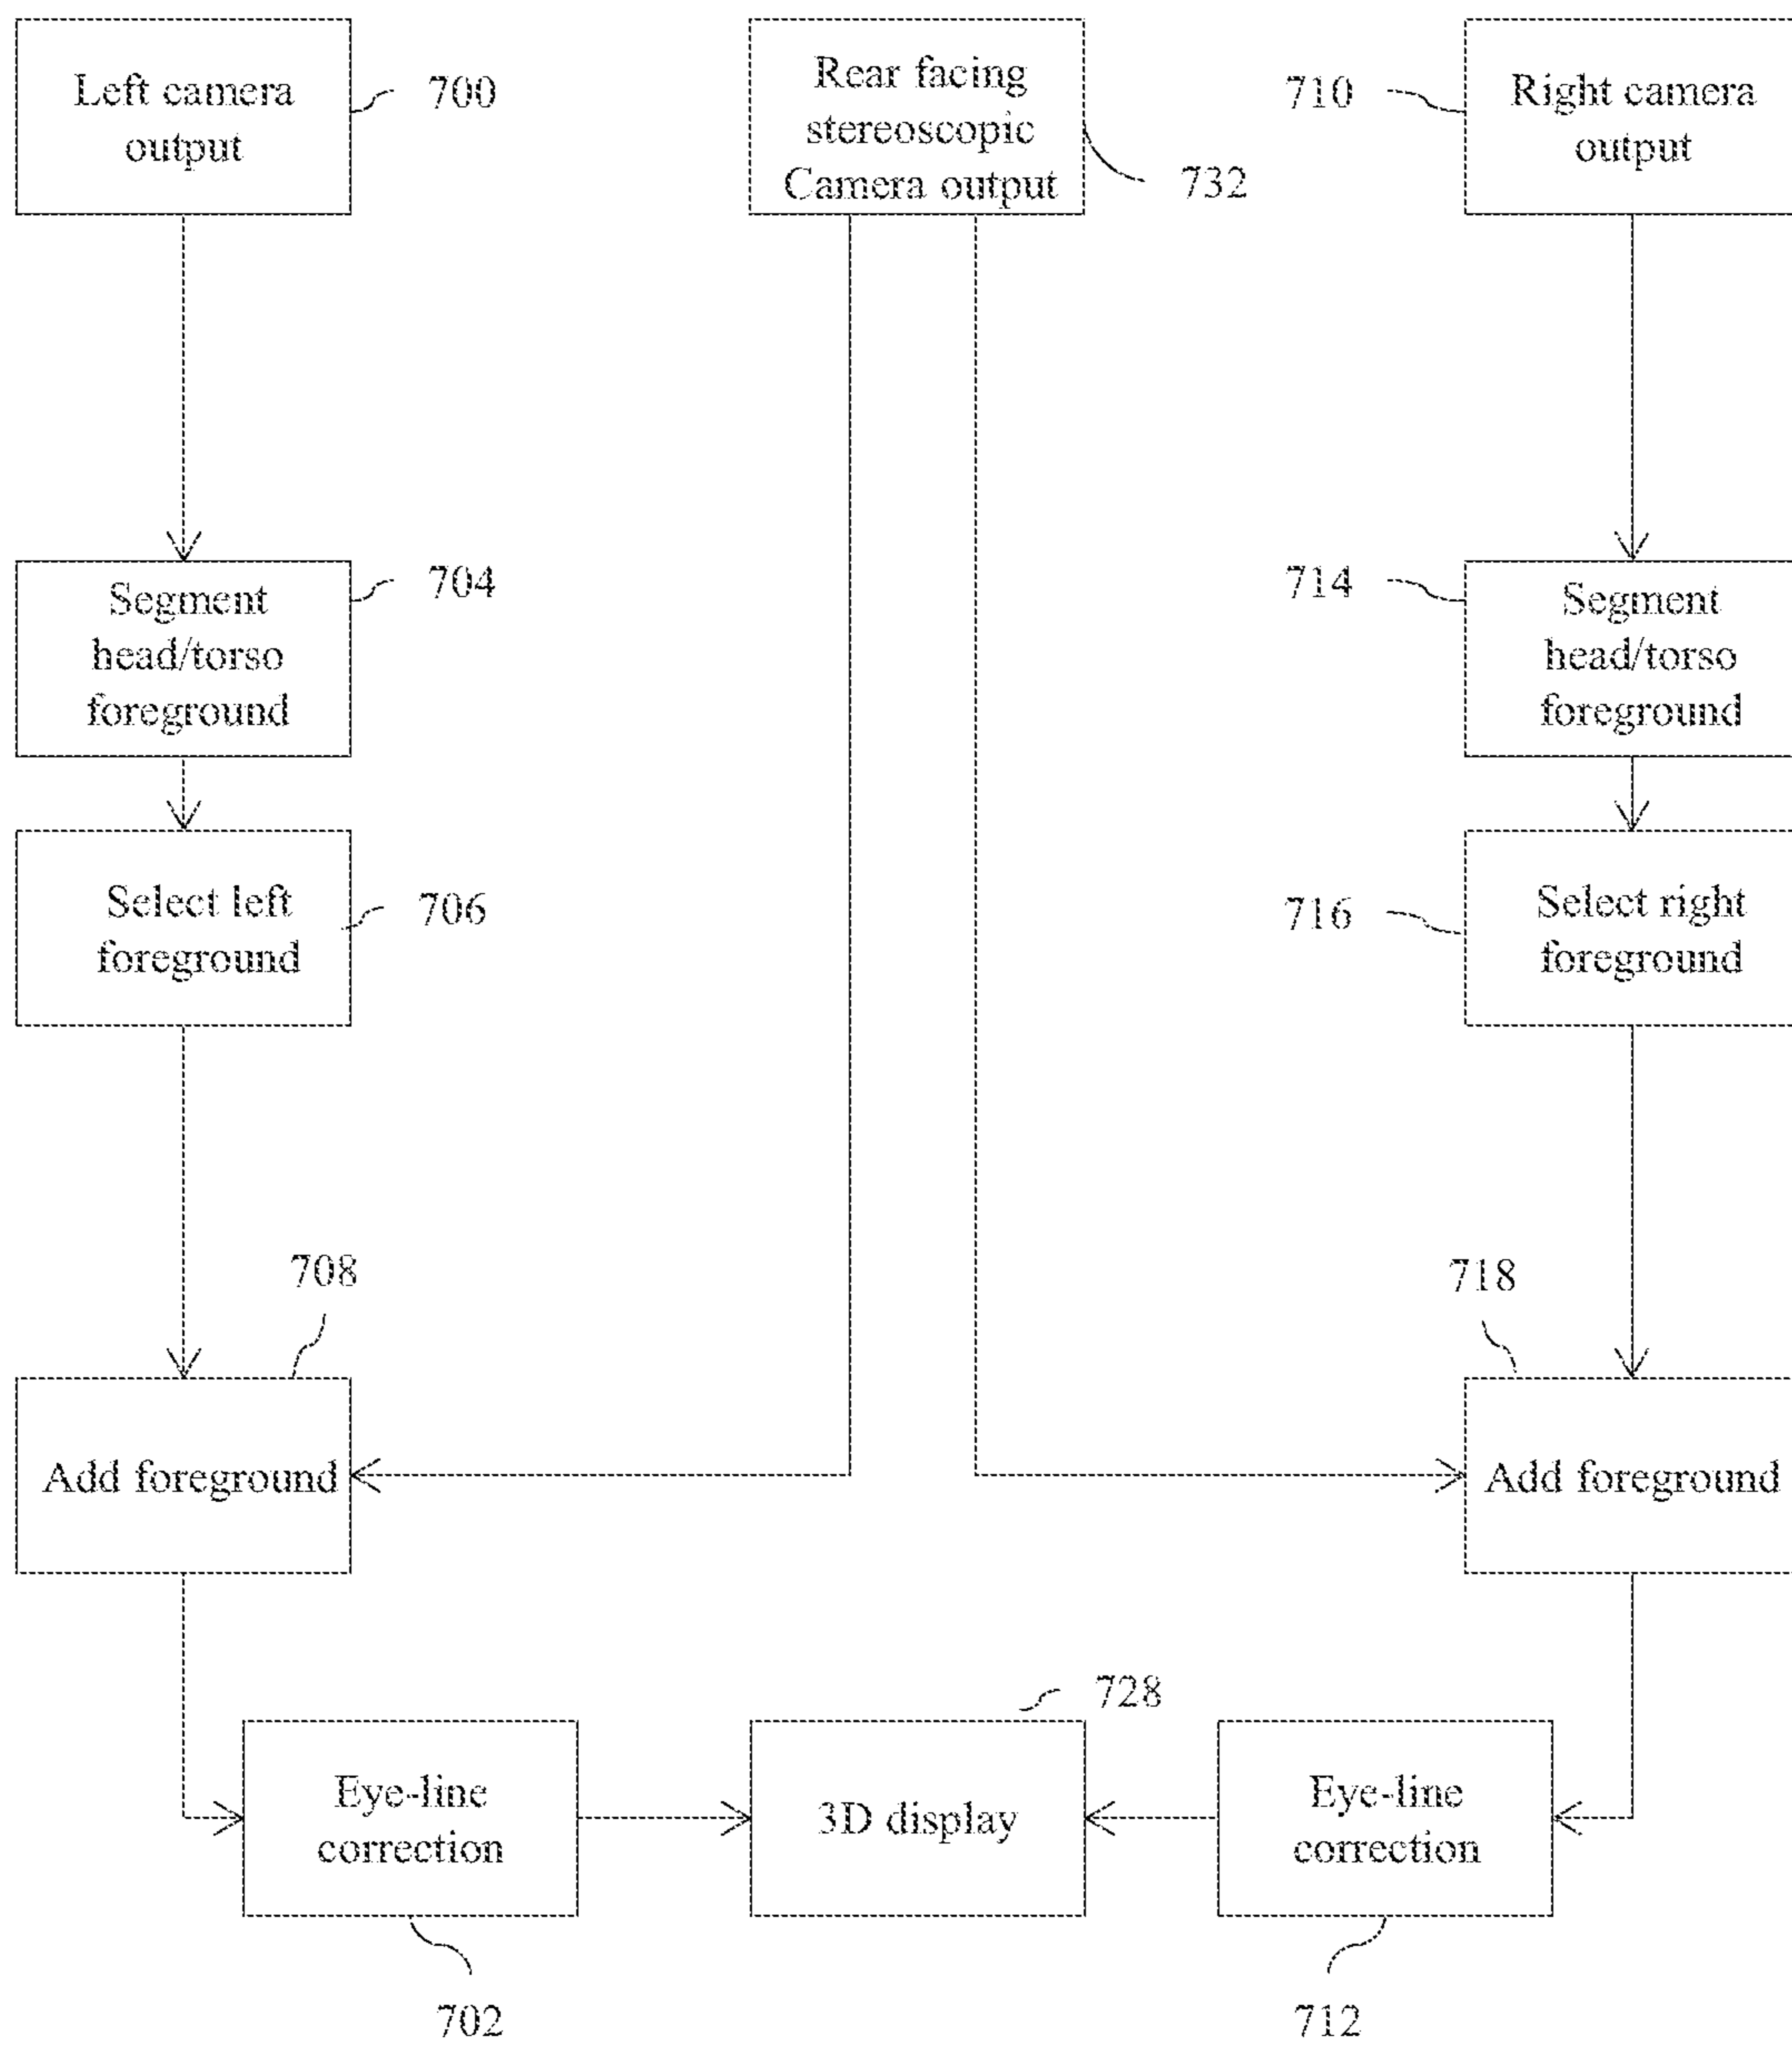 Left camera
output
700
Rear facing
stereoscopic
Camera output
732
710
Right camera
output
Segment
head/torso
foreground
704
714
Segment
head/torso
foreground
Select left
foreground
706
716
Select right
foreground
708
718
Add foreground
Add foreground
728
Eye-line
correction
3D display
Eye-line
correction
702
712